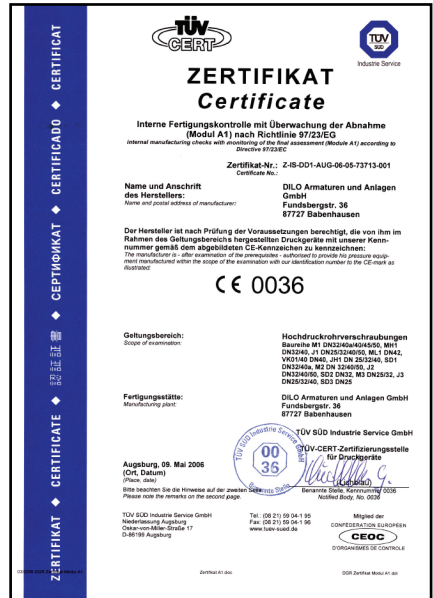 ZERTIFIKAT ◆ CERTIFICATE ◆ 認証証書 ◆ СЕРТИФИКАТ ◆ CERTIFICADO ◆ CERTIFICAT
TÜV
CERT
TÜV
SÜD
Industrie Service
ZERTIFIKAT
Certificate
Interne Fertigungskontrolle mit Überwachung der Abnahme
(Modul A1) nach Richtlinie 97/23/EG
Internal manufacturing checks with monitoring of the final assessment (Module A1) according to
Directive 97/23/EC
Zertifikat-Nr.: Z-IS-DD1-AUG-06-05-73713-001
Certificate No.:
Name und Anschrift
des Herstellers:
Name and postal address of manufacturer:
DILO Armaturen und Anlagen
GmbH
Fundsbergstr. 36
87727 Babenhausen
Der Hersteller ist nach Prüfung der Voraussetzungen berechtigt, die von ihm im
Rahmen des Geltungsbereichs hergestellten Druckgeräte mit unserer Kenn-
nummer gemäß dem abgebildeten CE-Kennzeichen zu kennzeichnen.
The manufacturer is - after examination of the prerequisites - authorised to provide his pressure equip-
ment manufactured within the scope of the examination with our identification number to the CE-mark as
illustrated:
CE 0036
Geltungsbereich:
Scope of examination:
Hochdruckrohrverschraubungen
Baureihe M1 DN32/40a/40/45/50, MH1
DN32/40, J1 DN25/32/40/50, ML1 DN42,
VK01/40 DN40, JH1 DN 25/32/40, SD1
DN32/40a, M2 DN 32/40/50, J2
DN32/40/50, SD2 DN32, M3 DN25/32, J3
DN25/32/40, SD3 DN25
Fertigungsstätte:
Manufacturing plant:
DILO Armaturen und Anlagen GmbH
Fundsbergstr. 36
87727 Babenhausen
TÜV SÜD Industrie Service GmbH
TÜV-CERT-Zertifizierungsstelle
für Druckgeräte
TÜV SÜD Industrie Service GmbH
00
36
Benannte Stelle
Augsburg, 09. Mai 2006
(Ort, Datum)
(Place, date)
Bitte beachten Sie die Hinweise auf der zweiten Seite
Please note the remarks on the second page.
Benannte Stelle, Kennnummer 0036
Notified Body, No. 0036
TÜV SÜD Industrie Service GmbH
Niederlassung Augsburg
Oskar-von-Miller-Straße 17
D-86199 Augsburg
Tel.: (08 21) 59 04-1 95
Fax: (08 21) 59 04-1 96
www.tuev-sued.de
Mitglied der
CONFÉDÉRATION EUROPÉEN
CEOC
D'ORGANISMES DE CONTROLE
Zertifikat A1.doc
DGR Zertifikat Modul A1